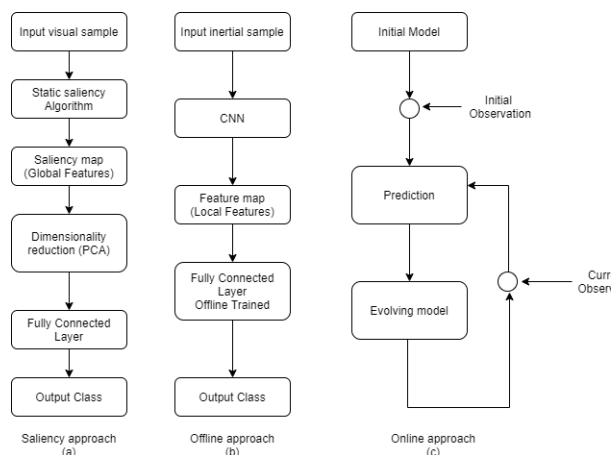 Input visual sample
Static saliency
Algorithm
Saliency map
(Global Features)
Dimensionality
reduction (PCA)
Fully Connected
Layer
Output Class
Saliency approach
(a)
Input inertial sample
CNN
Feature map
(Local Features)
Fully Connected
Layer
Offline Trained
Output Class
Offline approach
(b)
Initial Model
Initial
Observation
Prediction
Evolving model
Online approach
(c)